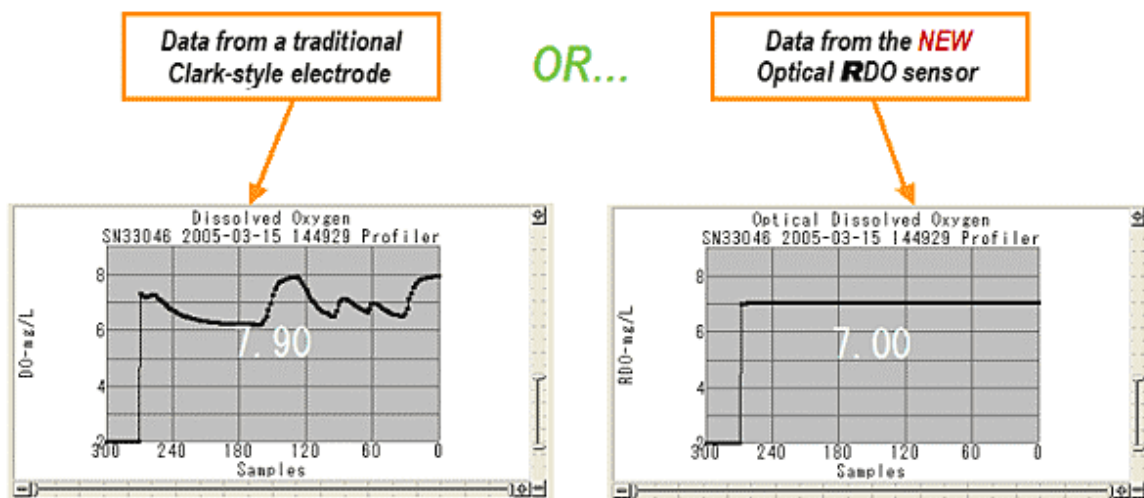 Data from a traditional
Clark-style electrode
OR...
Data from the NEW
Optical RDO sensor
Dissolved Oxygen
SN33046 2005-03-15 144929 Profiler
DO-mg/L
8
6
4
2
7.90
300 240 180 120 60 0
Samples
Optical Dissolved Oxygen
SN33046 2005-03-15 144929 Profiler
RDO-mg/L
8
6
4
2
7.00
300 240 180 120 60 0
Samples